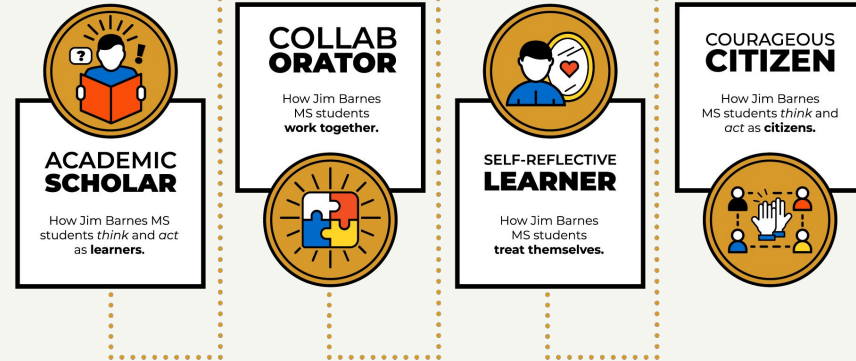 ? !
ACADEMIC
SCHOLAR
How Jim Barnes MS
students think and act
as learners.
COLLAB
ORATOR
How Jim Barnes
MS students
work together.
SELF-REFLECTIVE
LEARNER
How Jim Barnes
MS students
treat themselves.
COURAGEOUS
CITIZEN
How Jim Barnes
MS students think and
act as citizens.